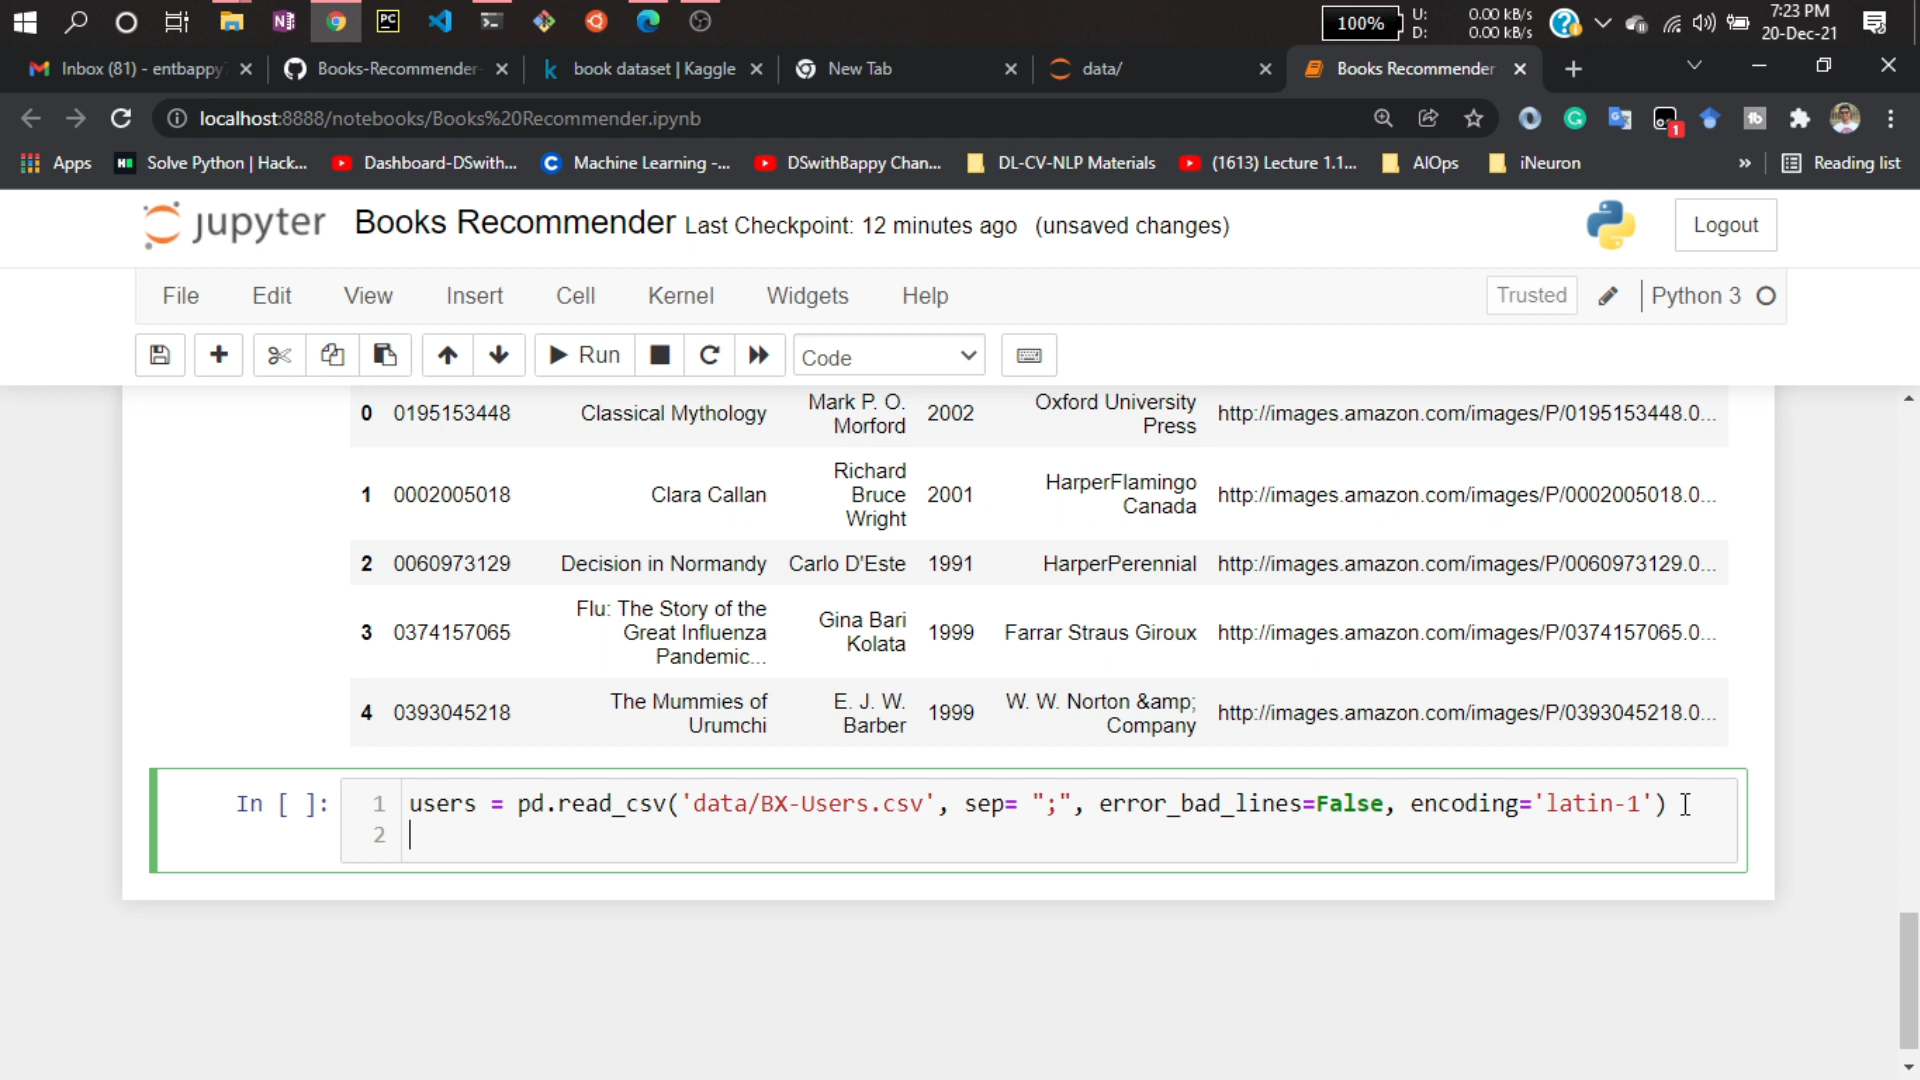 100%
U:
D:
0.00 kB/s
0.00 kB/s
7:23 PM
20-Dec-21
Inbox (81) - entbappy
Books-Recommender-
book dataset | Kaggle
New Tab
data/
Books Recommender
localhost:8888/notebooks/Books%20Recommender.ipynb
1
Apps
Solve Python | Hack...
Dashboard-DSwith...
Machine Learning -...
DSwithBappy Chan...
DL-CV-NLP Materials
(1613) Lecture 1.1...
AIOps
iNeuron
»
Reading list
jupyter Books Recommender Last Checkpoint: 12 minutes ago (unsaved changes)
Logout
File Edit View Insert Cell Kernel Widgets Help
Trusted
Python 3
Run
Code
0 0195153448 Classical Mythology Mark P. O. Morford 2002 Oxford University Press http://images.amazon.com/images/P/0195153448.0...
1 0002005018 Clara Callan Richard Bruce Wright 2001 HarperFlamingo Canada http://images.amazon.com/images/P/0002005018.0...
2 0060973129 Decision in Normandy Carlo D'Este 1991 HarperPerennial http://images.amazon.com/images/P/0060973129.0...
3 0374157065 Flu: The Story of the Great Influenza Pandemic... Gina Bari Kolata 1999 Farrar Straus Giroux http://images.amazon.com/images/P/0374157065.0...
4 0393045218 The Mummies of Urumchi E. J. W. Barber 1999 W. W. Norton &amp; Company http://images.amazon.com/images/P/0393045218.0...
In [ ]:
1 users = pd.read_csv('data/BX-Users.csv', sep= ";", error_bad_lines=False, encoding='latin-1')
2